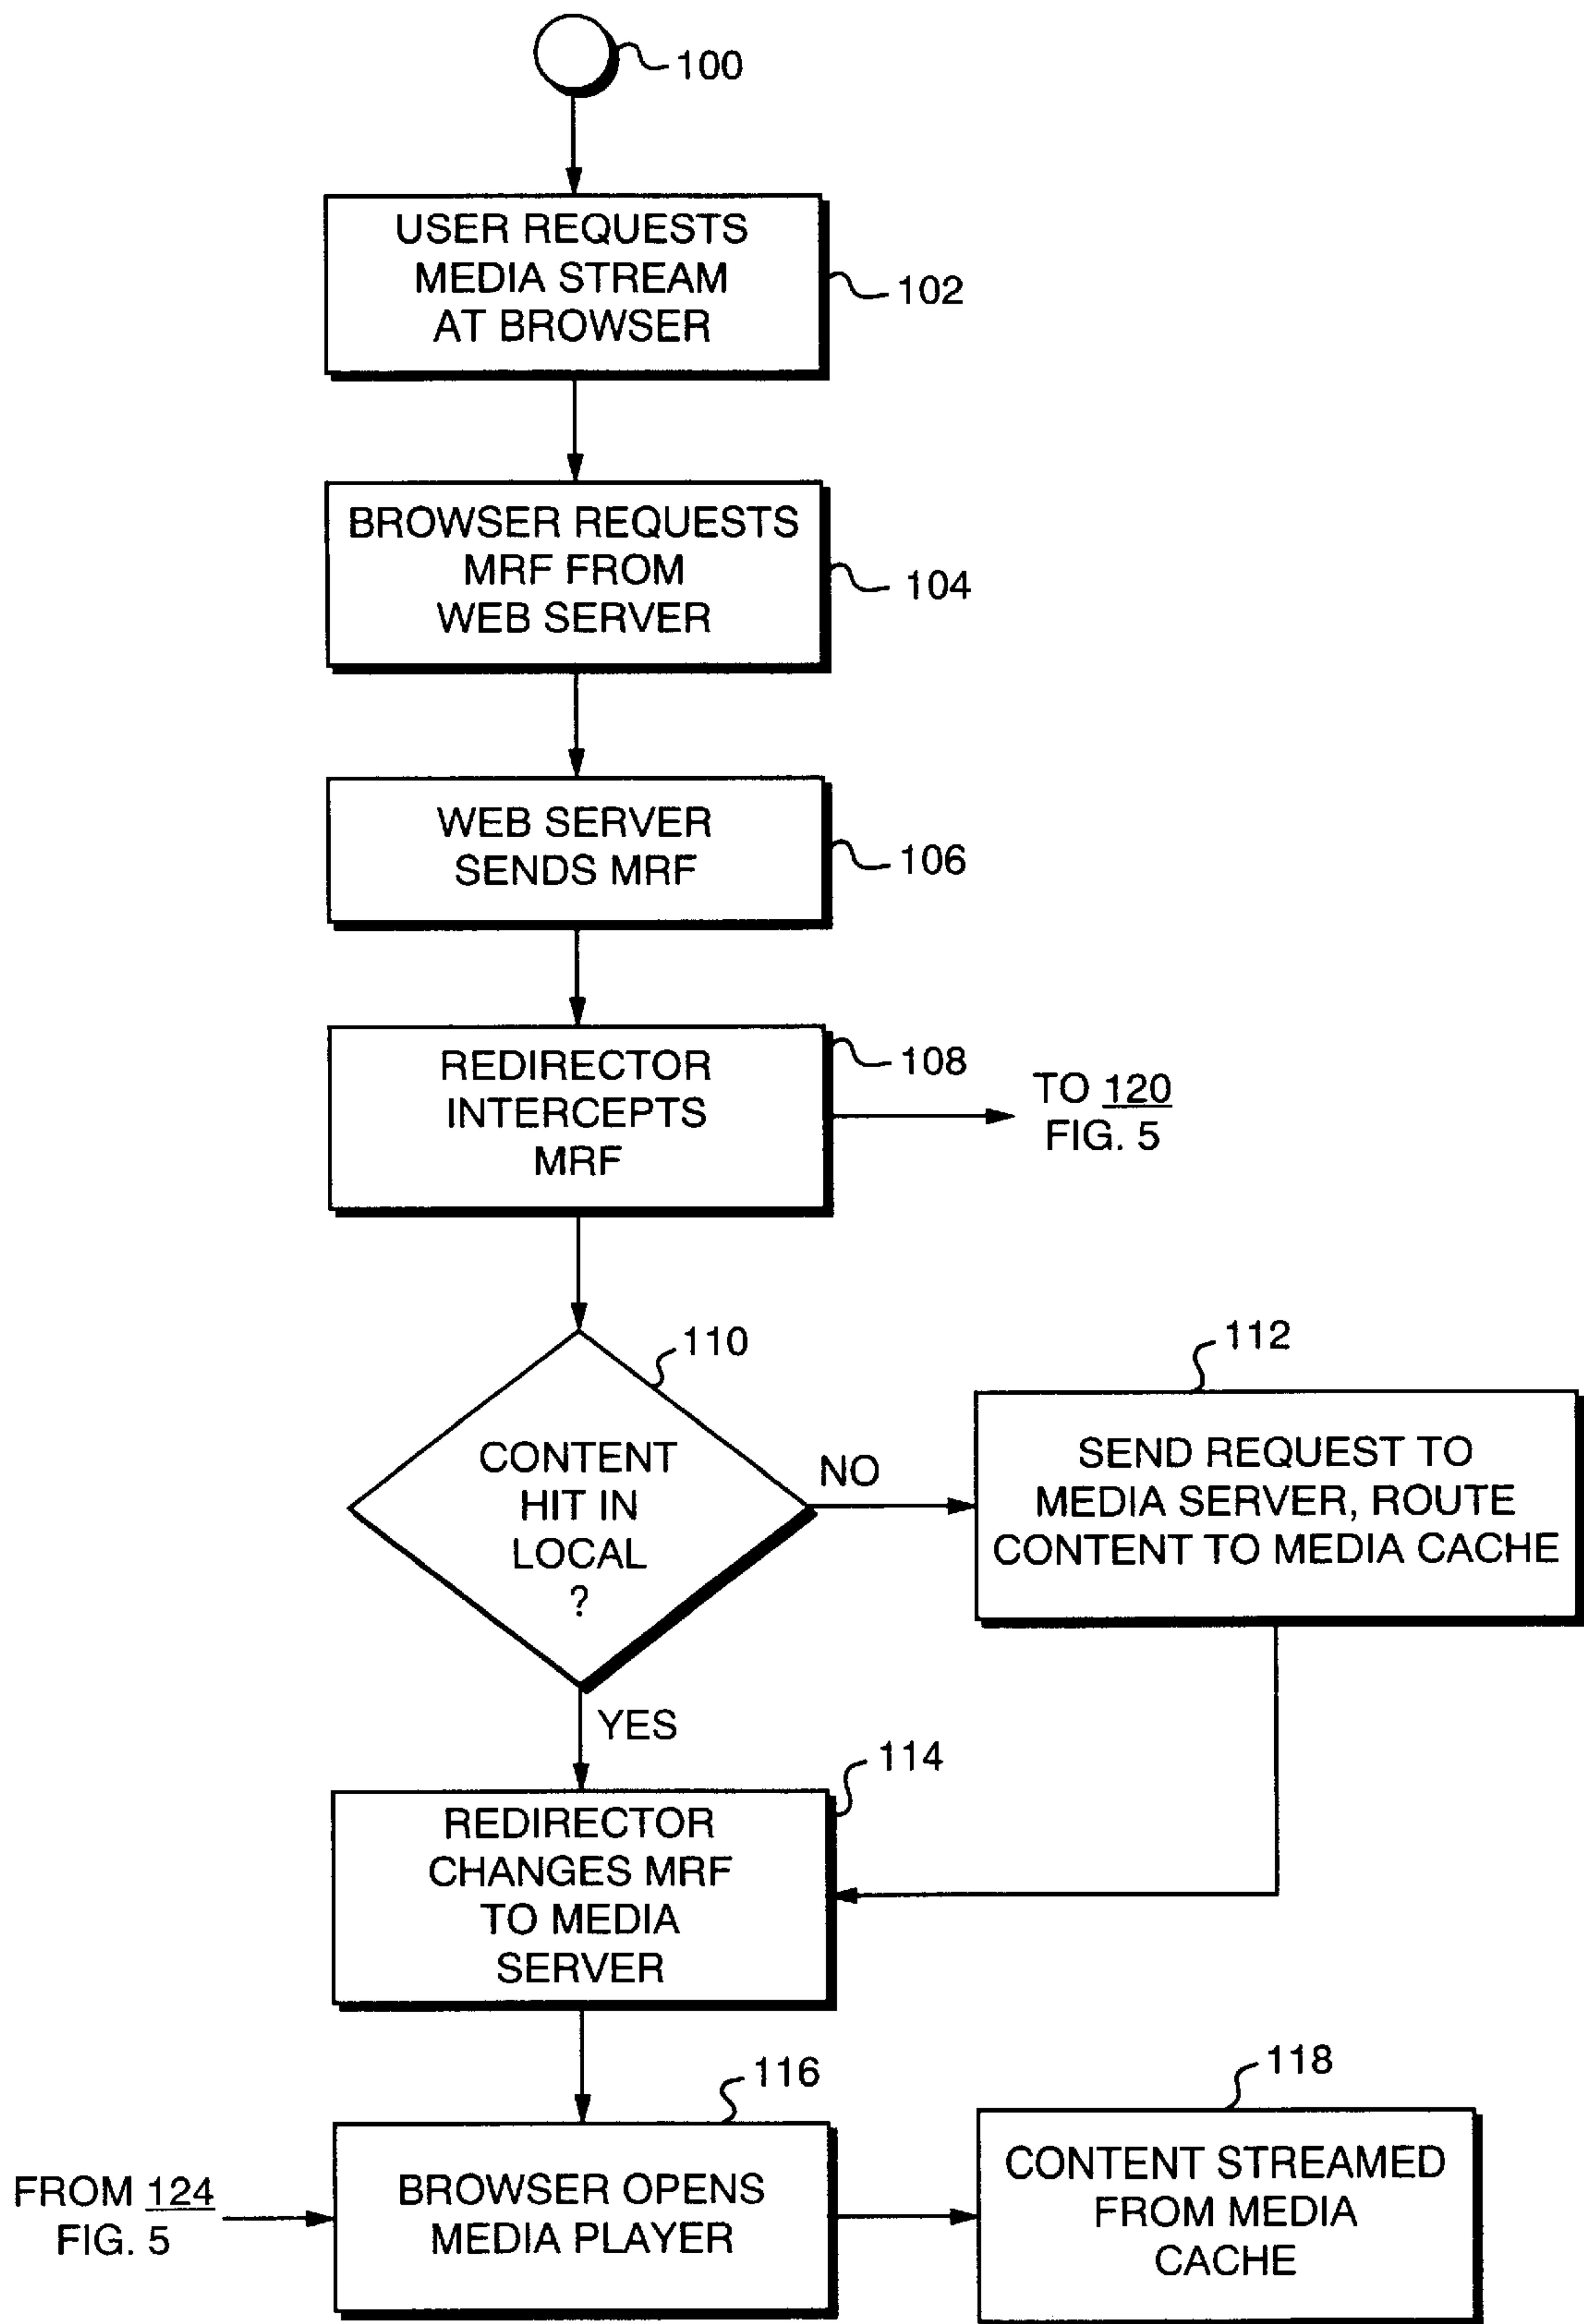 100
USER REQUESTS
MEDIA STREAM
AT BROWSER
102
BROWSER REQUESTS
MRF FROM
WEB SERVER
104
WEB SERVER
SENDS MRF
106
REDIRECTOR
INTERCEPTS
MRF
108
TO 120
FIG. 5
110
CONTENT
HIT IN
LOCAL
?
NO
112
SEND REQUEST TO
MEDIA SERVER, ROUTE
CONTENT TO MEDIA CACHE
YES
114
REDIRECTOR
CHANGES MRF
TO MEDIA
SERVER
116
FROM 124
FIG. 5
BROWSER OPENS
MEDIA PLAYER
118
CONTENT STREAMED
FROM MEDIA
CACHE